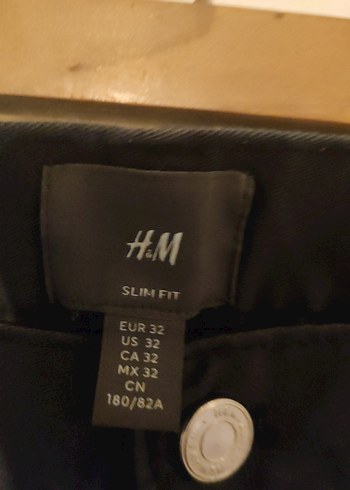 H&M
SLIM FIT
EUR 32
US 32
CA 32
MX 32
CN
180/82A